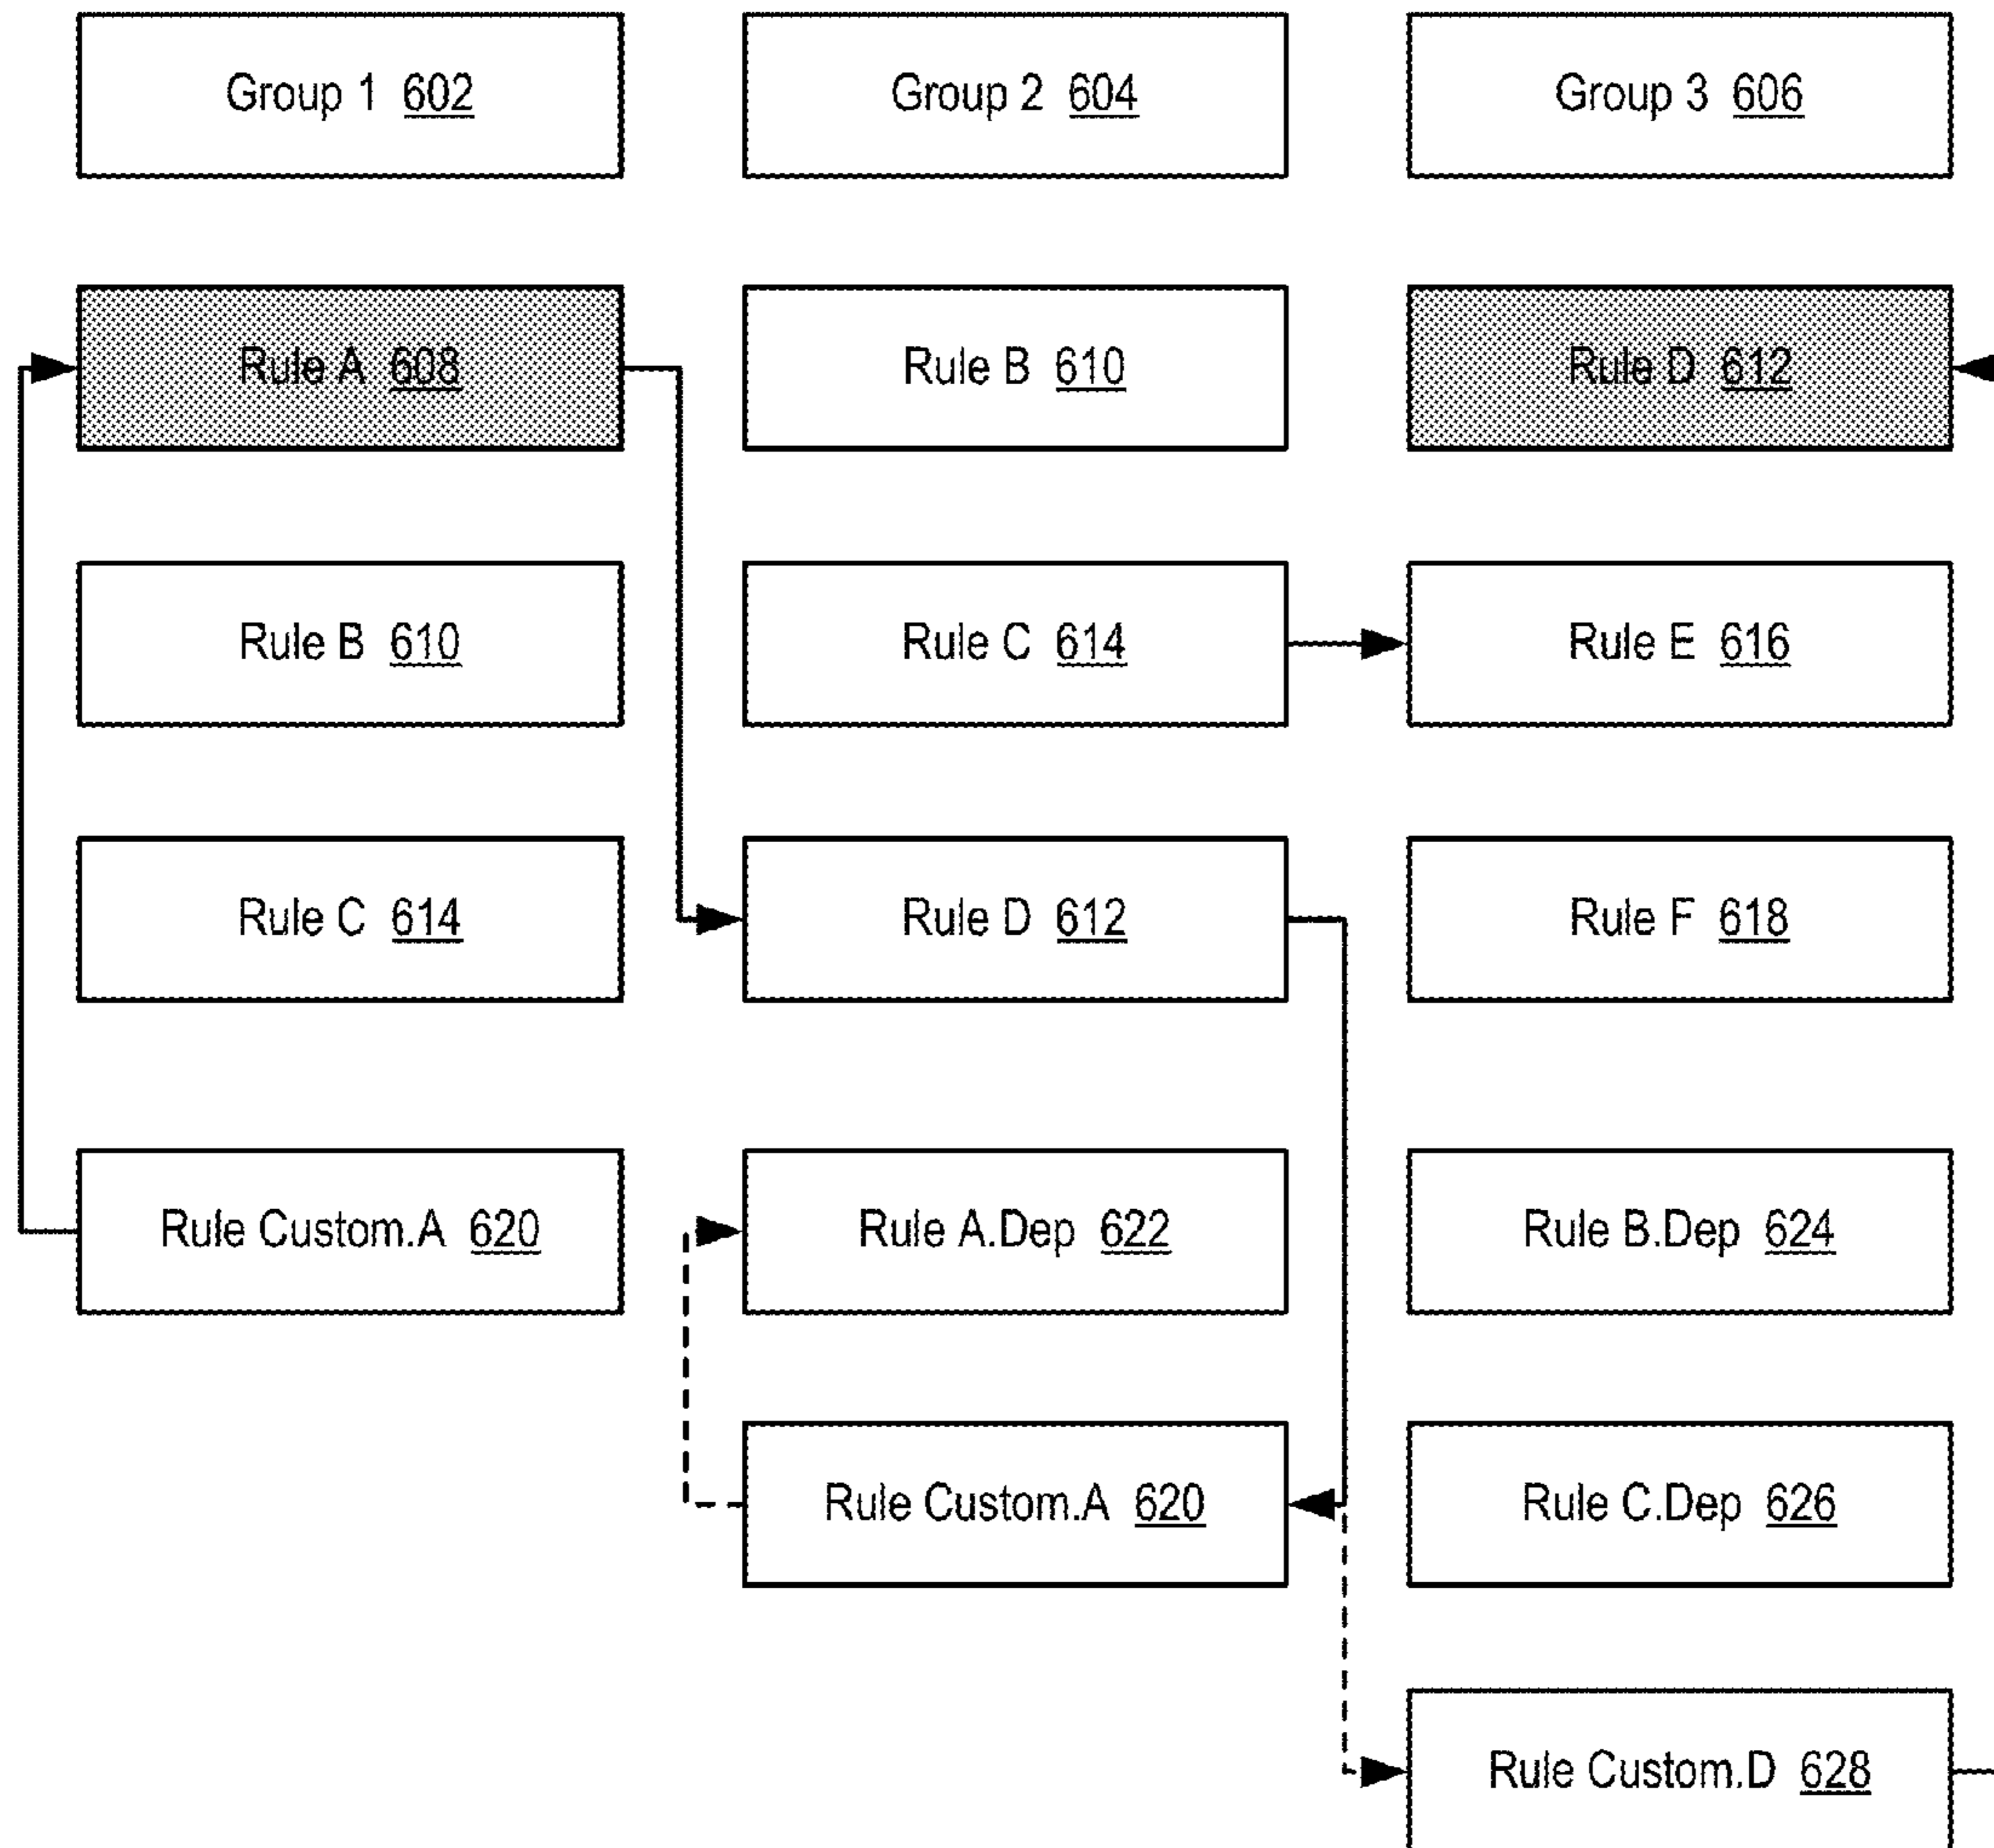 Group 1 602
Group 2 604
Group 3 606
Rule A 608
Rule B 610
Rule D 612
Rule B 610
Rule C 614
Rule E 616
Rule C 614
Rule D 612
Rule F 618
Rule Custom.A 620
Rule A.Dep 622
Rule B.Dep 624
Rule Custom.A 620
Rule C.Dep 626
Rule Custom.D 628